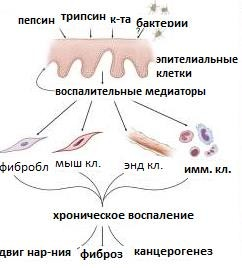 пепсин трипсин к-та бактерии
эпителиальные
клетки
воспалительные медиаторы
фибробл мыш кл. энд кл. имм. кл.
хроническое воспаление
двиг нар-ния фиброз канцерогенез